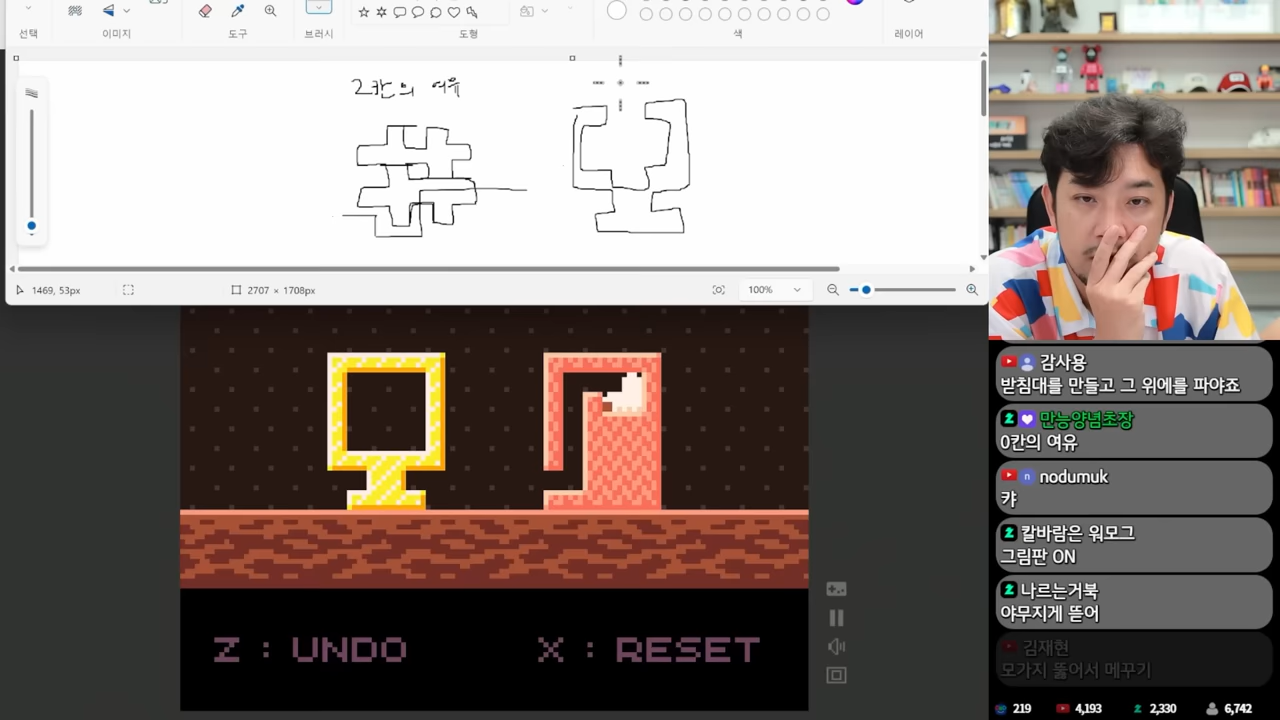 선택
이미지
도구
브러시
도형
색
레이어
2칸의 여유
1469, 53px
2707 × 1708px
100%
Z : UNDO
X : RESET
감사용
받침대를 만들고 그 위에를 파야죠
만능양념초장
0칸의 여유
n nodumuk
캬
칼바람은 워모그
그림판 ON
나르는거북
야무지게 뜯어
김재현
모가지 뚫어서 메꾸기
219
4,193
2,330
6,742